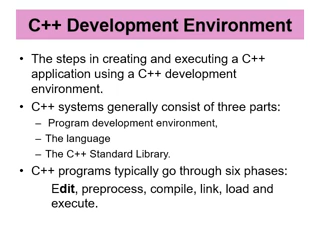 C++ Development Environment
• The steps in creating and executing a C++
application using a C++ development
environment.
• C++ systems generally consist of three parts:
– Program development environment,
– The language
– The C++ Standard Library.
• C++ programs typically go through six phases:
Edit, preprocess, compile, link, load and
execute.